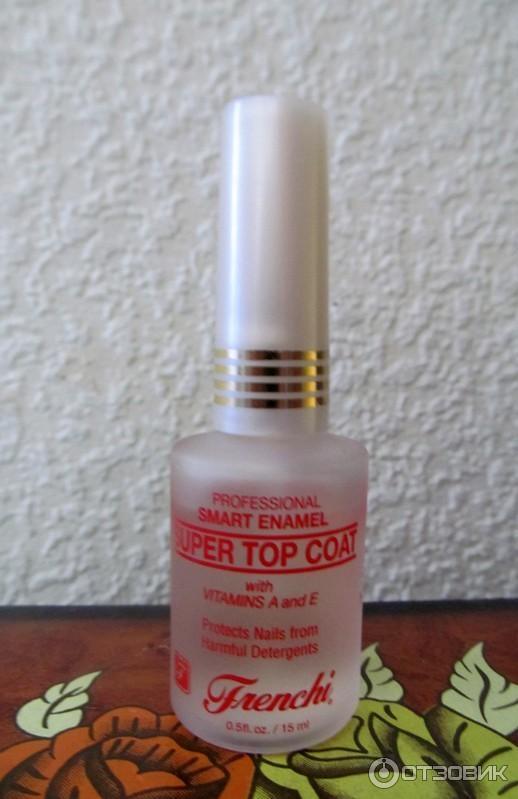 PROFESSIONAL
SMART ENAMEL
SUPER TOP COAT
with
VITAMINS A and E
Protects Nails from
Harmful Detergents
Frenchi®
0.5fl.oz. / 15 ml
ОТЗОВИК